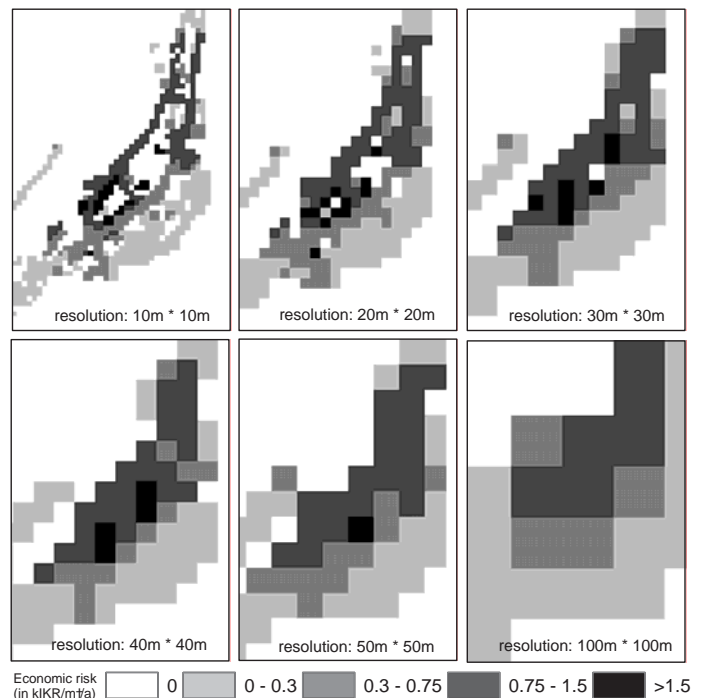 resolution: 10m * 10m
resolution: 20m * 20m
resolution: 30m * 30m
resolution: 40m * 40m
resolution: 50m * 50m
resolution: 100m * 100m
Economic risk
(in kIKR/m²/a)
0
0 - 0.3
0.3 - 0.75
0.75 - 1.5
>1.5